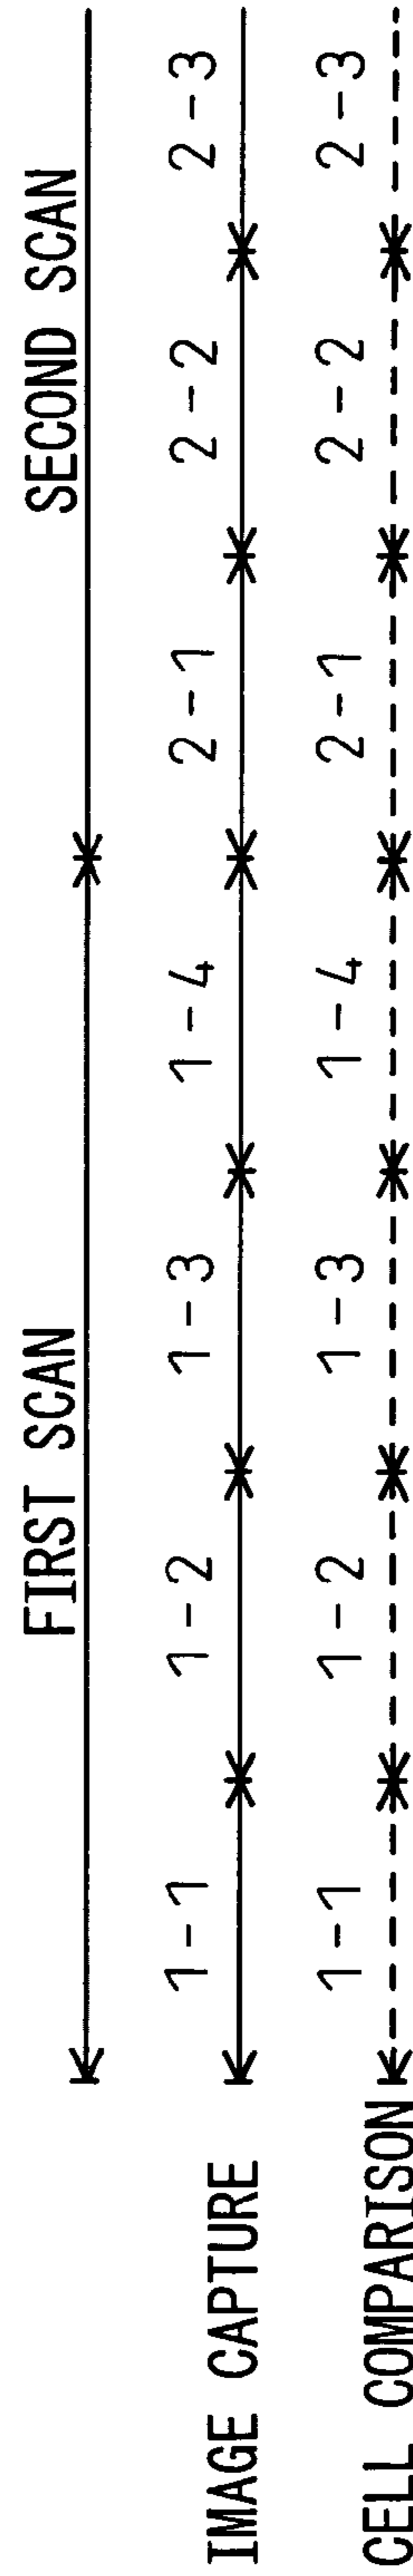 FIRST SCAN SECOND SCAN
IMAGE CAPTURE 1-1 1-2 1-3 1-4 2-1 2-2 2-3
CELL COMPARISON 1-1 1-2 1-3 1-4 2-1 2-2 2-3